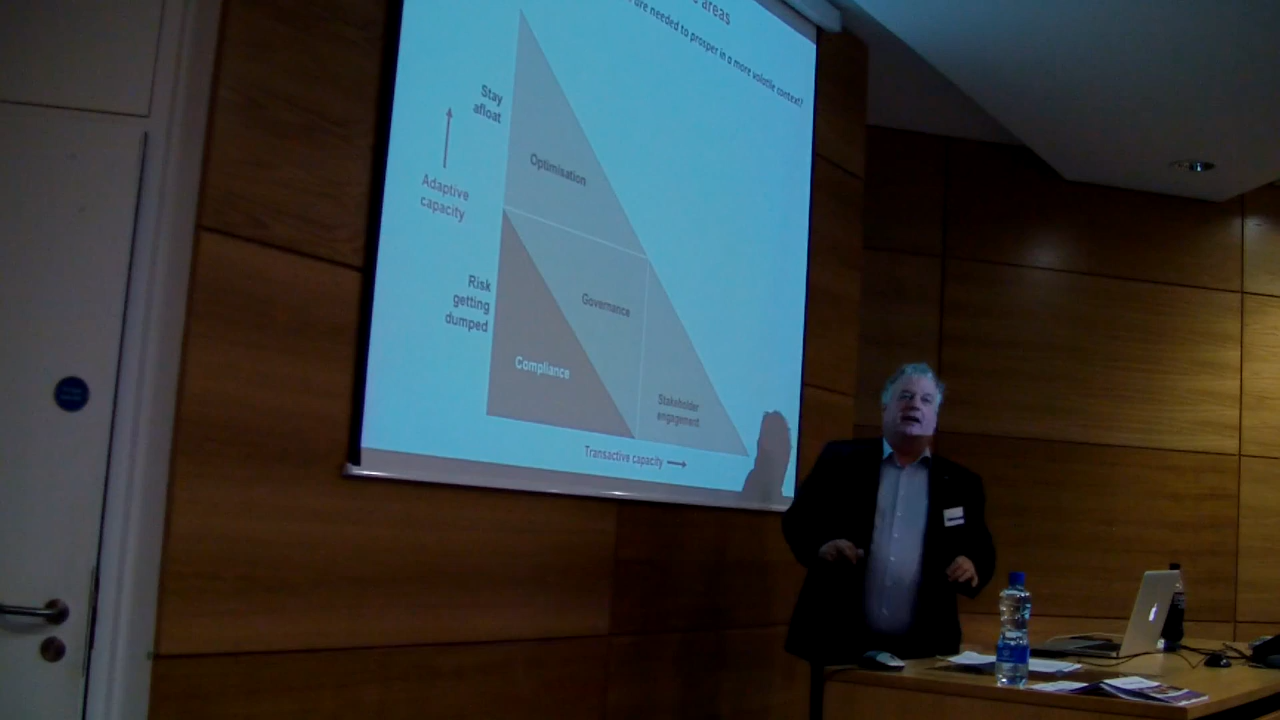 areas
are needed to prosper in a more volatile context?
Stay
afloat
Optimisation
Adaptive
capacity
Risk
getting
dumped
Governance
Compliance
Stakeholder
engagement
Transactive capacity